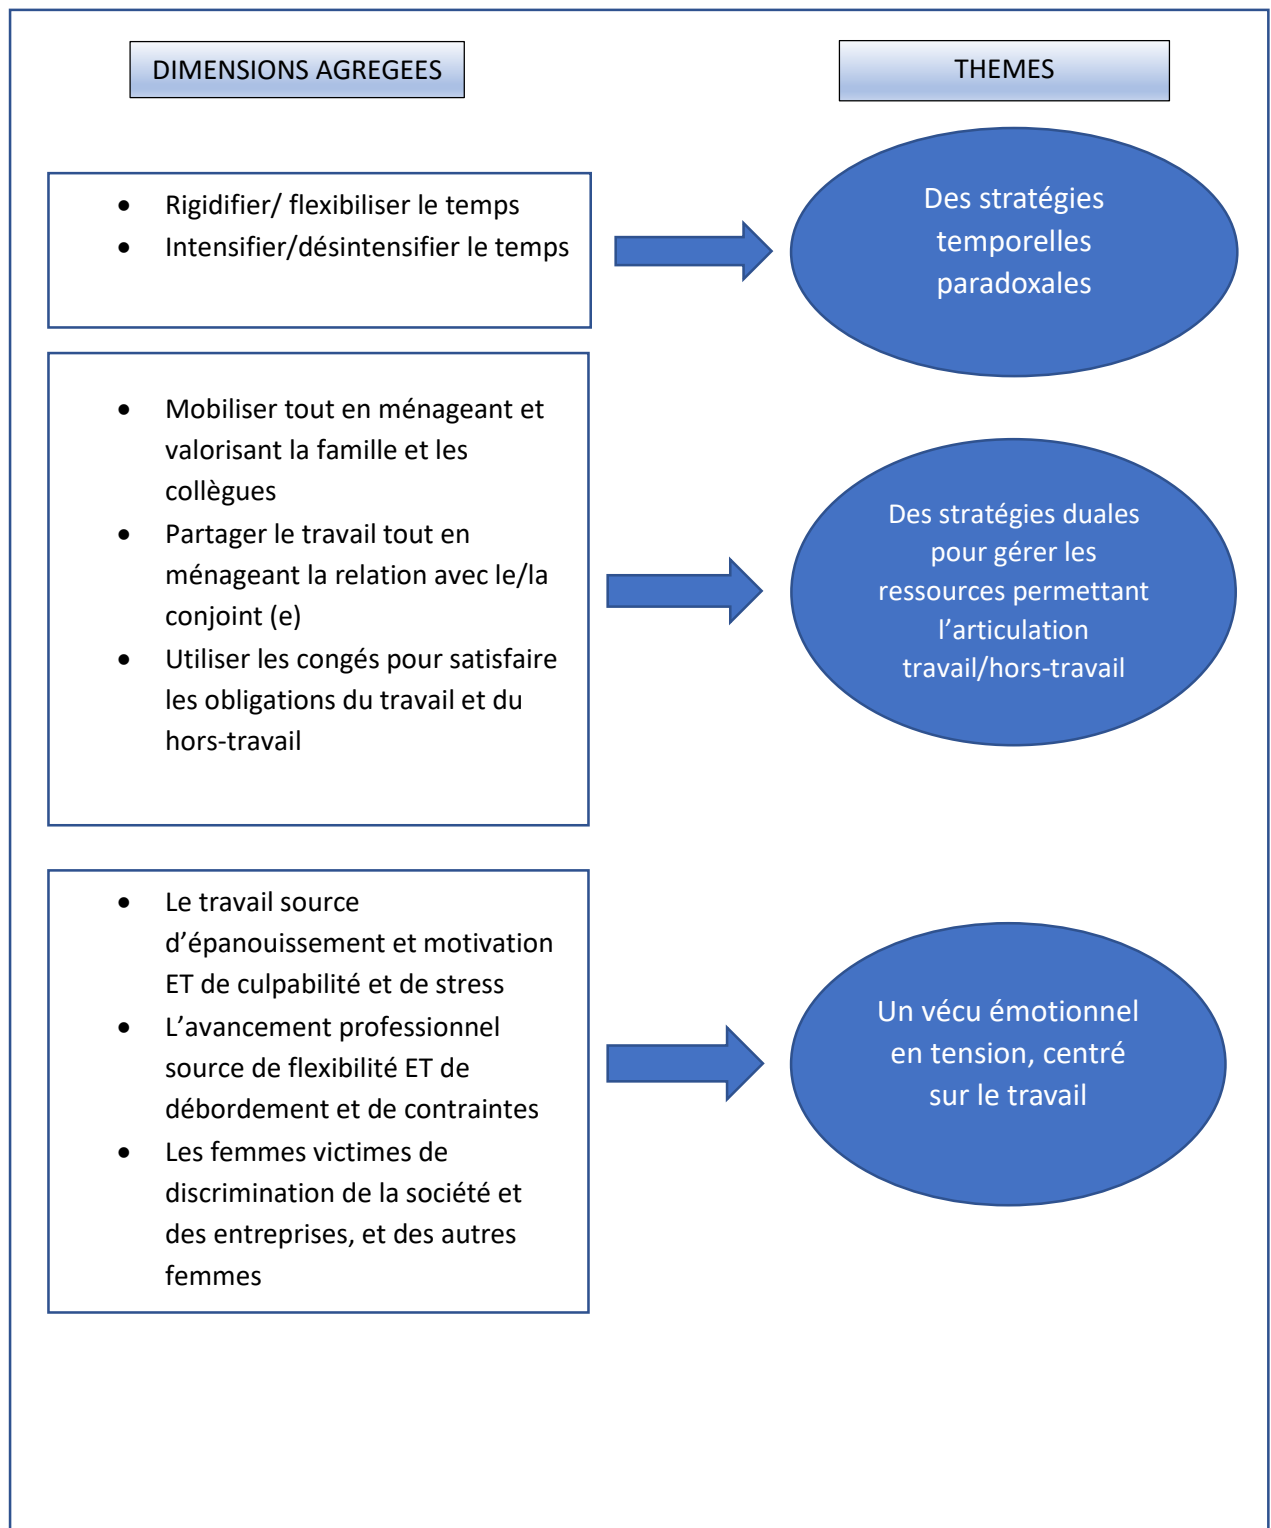 DIMENSIONS AGREGEES
THEMES
• Rigidifier/ flexibiliser le temps
• Intensifier/désintensifier le temps
Des stratégies
temporelles
paradoxales
• Mobiliser tout en ménageant et
valorisant la famille et les
collègues
• Partager le travail tout en
ménageant la relation avec le/la
conjoint (e)
• Utiliser les congés pour satisfaire
les obligations du travail et du
hors-travail
Des stratégies duales
pour gérer les
ressources permettant
l’articulation
travail/hors-travail
• Le travail source
d’épanouissement et motivation
ET de culpabilité et de stress
• L’avancement professionnel
source de flexibilité ET de
débordement et de contraintes
• Les femmes victimes de
discrimination de la société et
des entreprises, et des autres
femmes
Un vécu émotionnel
en tension, centré
sur le travail